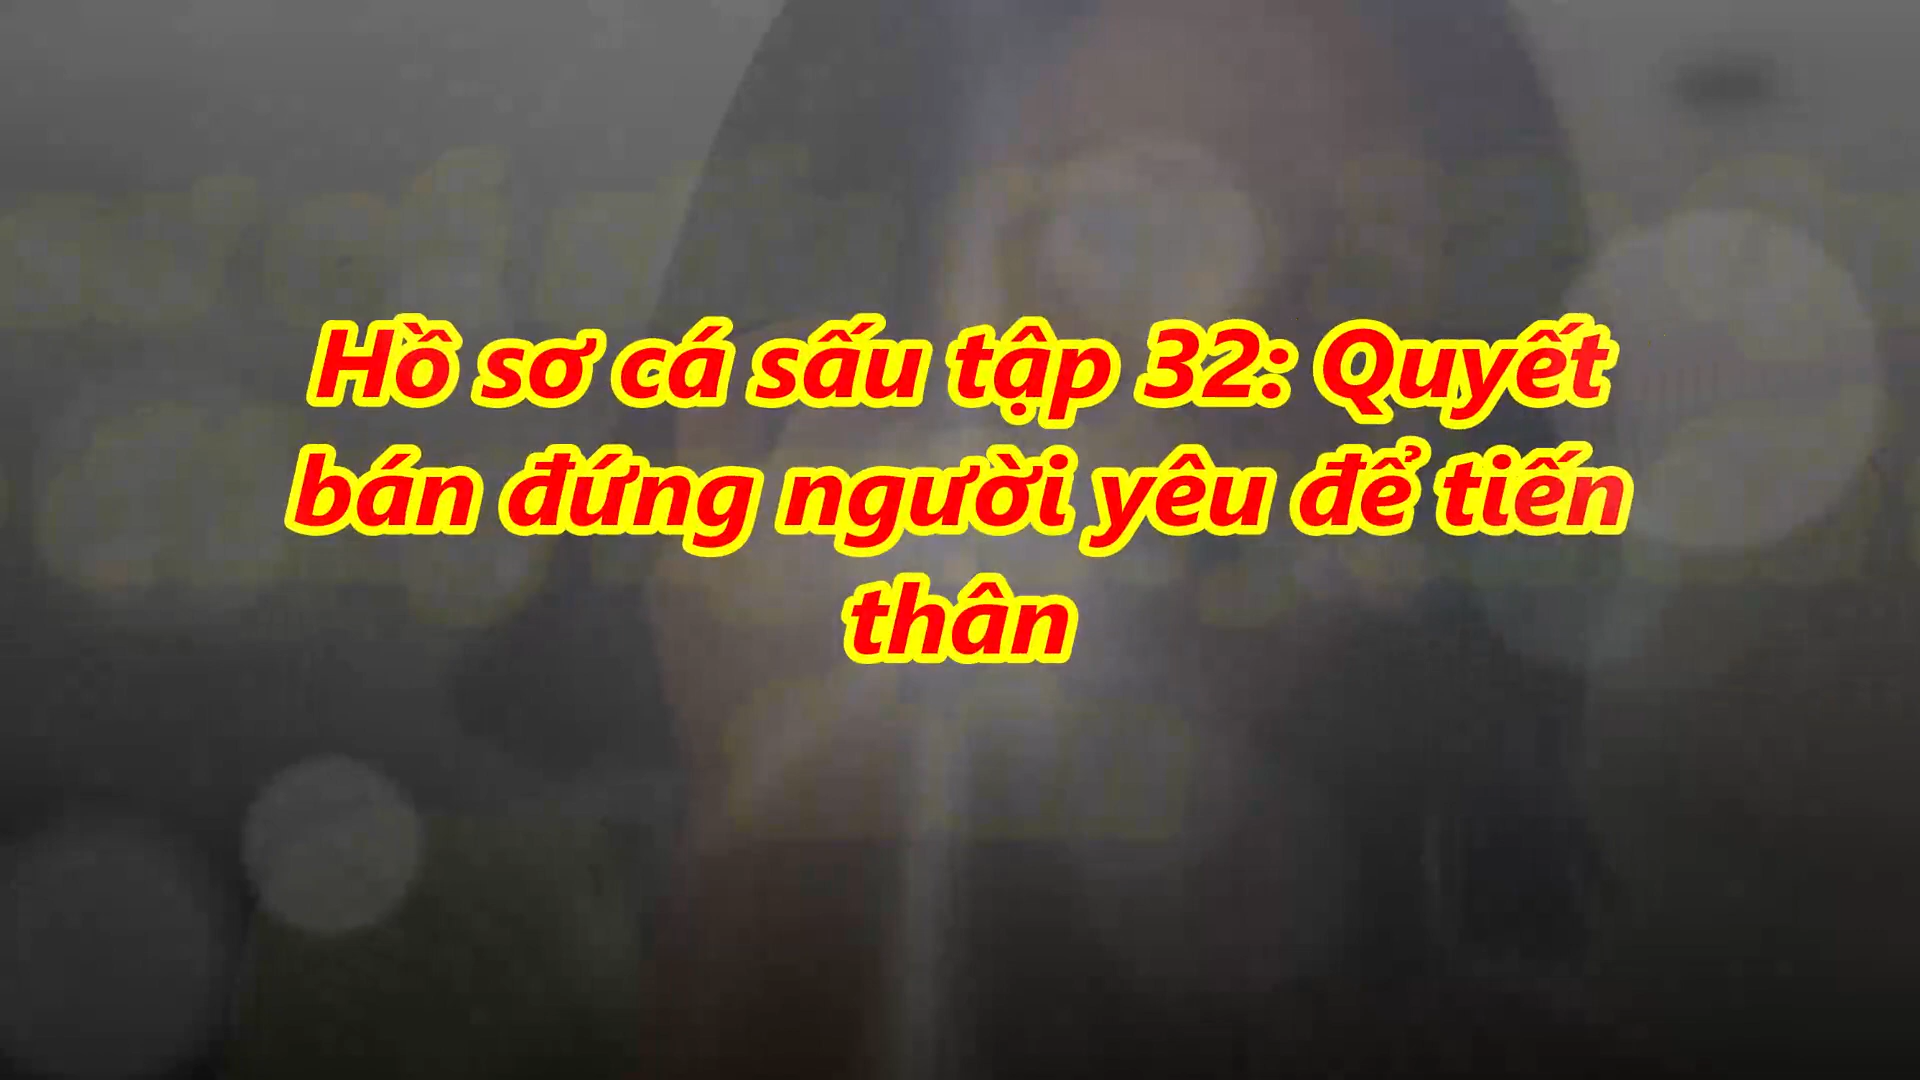 Hồ sơ cá sấu tập 32: Quyết
bán đứng người yêu để tiến
thân